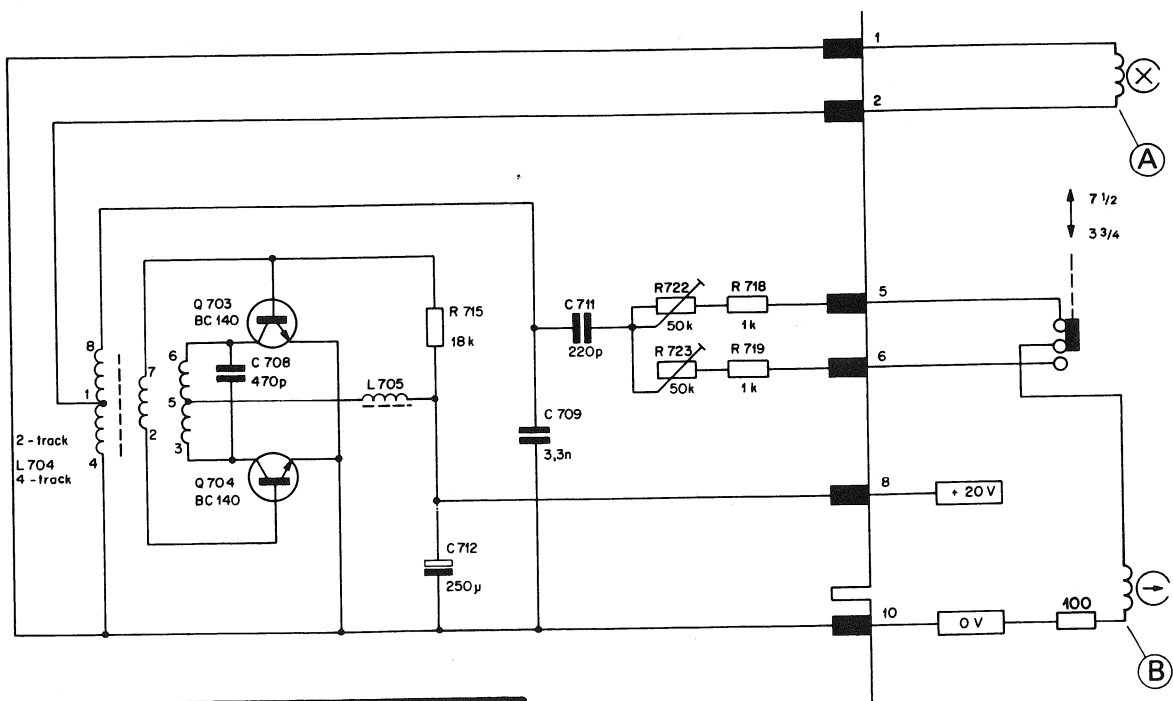 1
2
A
7 1/2
3 3/4
Q 703
BC 140
R 715
18 k
C 711
220p
R722
50k
R 718
1 k
5
R 723
50k
R 719
1 k
6
8
1
4
7
2
6
5
3
C 708
470p
L 705
C 709
3,3n
2 - track
L 704
4 - track
Q 704
BC 140
8
+ 20 V
C 712
250µ
10
0 V
100
B